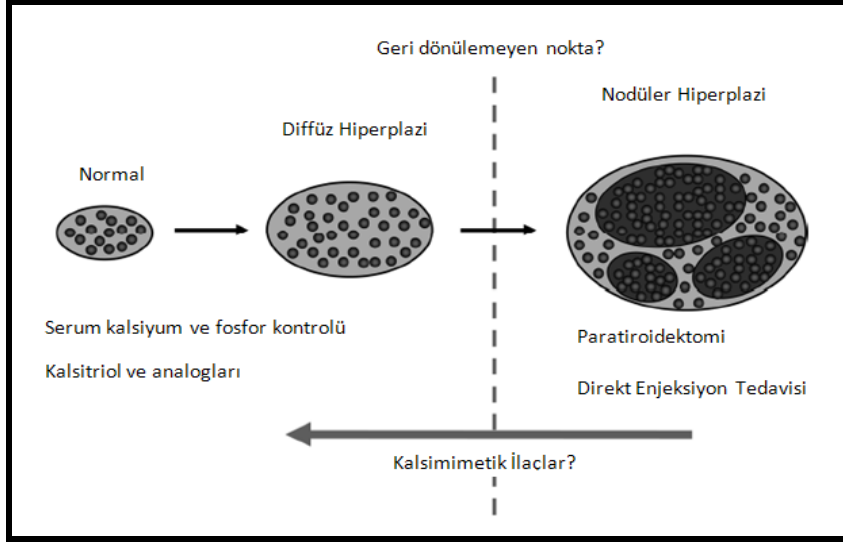 Geri dönülemeyen nokta?
Nodüler Hiperplazi
Diffüz Hiperplazi
Normal
Serum kalsiyum ve fosfor kontrolü
Kalsitriol ve analogları
Paratiroidektomi
Direkt Enjeksiyon Tedavisi
Kalsimimetik İlaçlar?